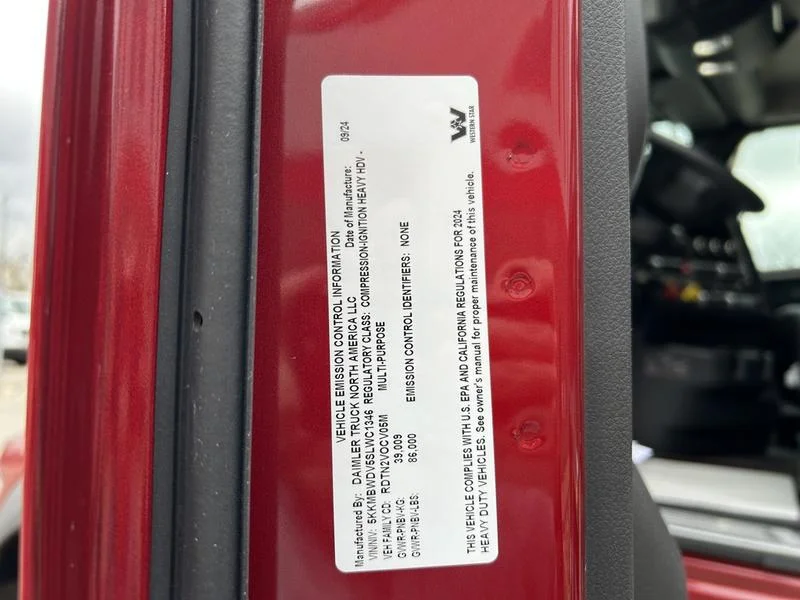 VEHICLE EMISSION CONTROL INFORMATION
Manufactured By: DAIMLER TRUCK NORTH AMERICA LLC Date of Manufacture: 09/24
VIN/NIV: 5KKMBWDV5SLWC1346 REGULATORY CLASS: COMPRESSION-IGNITION HEAVY HDV -
VEH FAMILY CD: RDTN2VOCV05M MULTI-PURPOSE
GVWR-PNBV-KG: 39,009
GVWR-PNBV-LBS: 86,000 EMISSION CONTROL IDENTIFIERS: NONE
THIS VEHICLE COMPLIES WITH U.S. EPA AND CALIFORNIA REGULATIONS FOR 2024
HEAVY DUTY VEHICLES. See owner's manual for proper maintenance of this vehicle.
WESTERN STAR